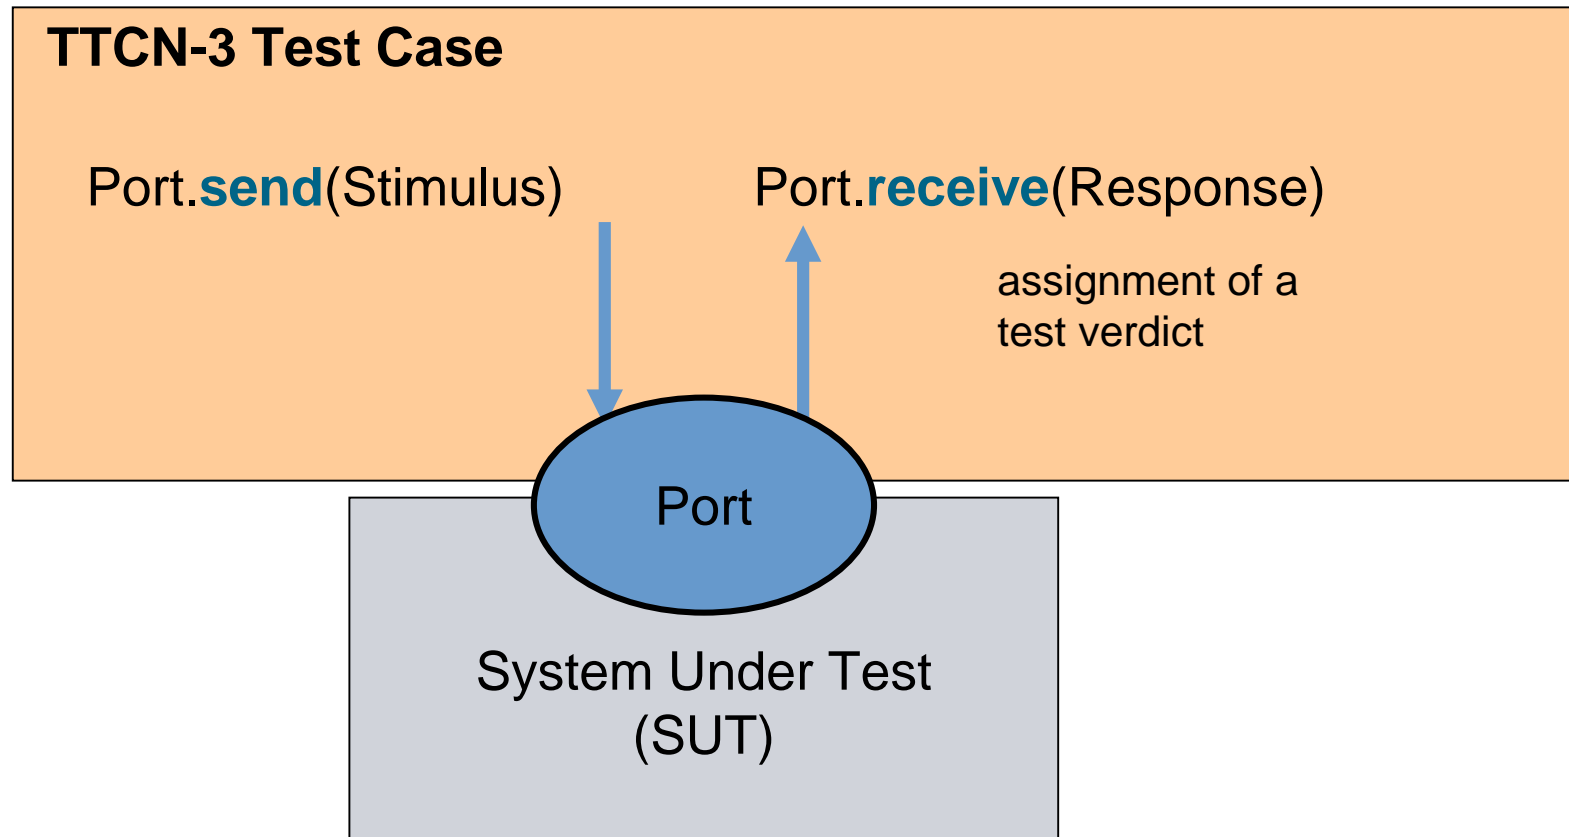 TTCN-3 Test Case
Port.send(Stimulus)
Port.receive(Response)
assignment of a
test verdict
Port
System Under Test
(SUT)